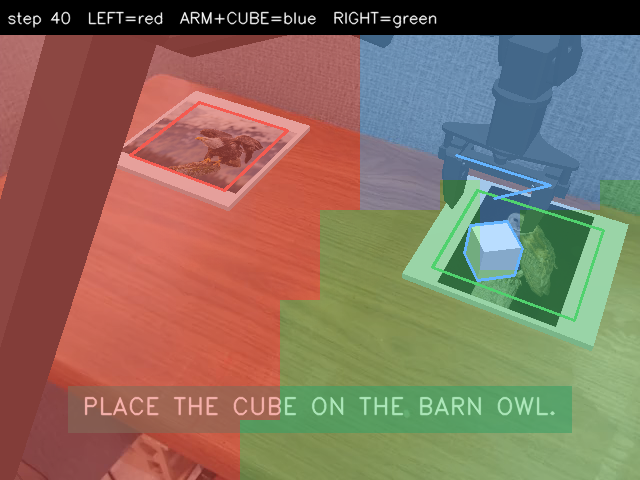 step 40 LEFT=red ARM+CUBE=blue RIGHT=green
PLACE THE CUBE ON THE BARN OWL.